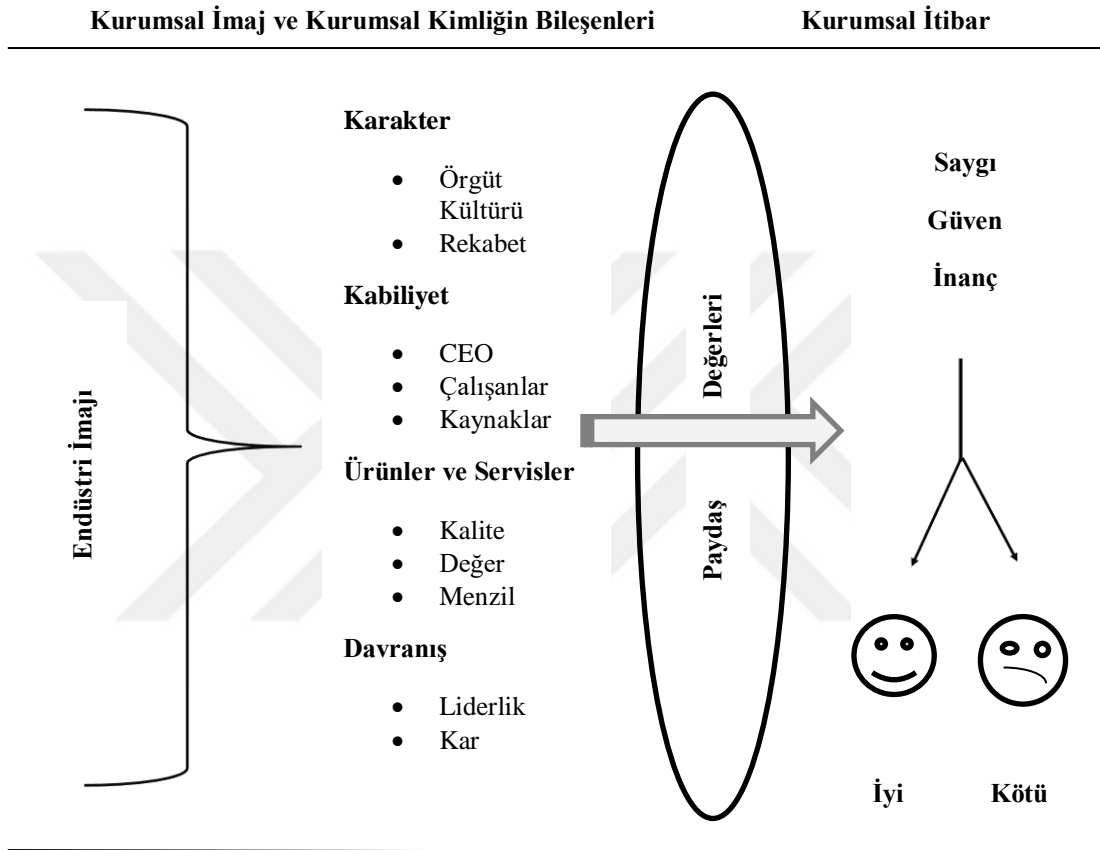 Kurumsal İmaj ve Kurumsal Kimliğin Bileşenleri
Kurumsal İtibar
Endüstri İmajı
Karakter
• Örgüt
Kültürü
• Rekabet
Kabiliyet
• CEO
• Çalışanlar
• Kaynaklar
Ürünler ve Servisler
• Kalite
• Değer
• Menzil
Davranış
• Liderlik
• Kar
Paydaş Değerleri
Saygı
Güven
İnanç
İyi
Kötü